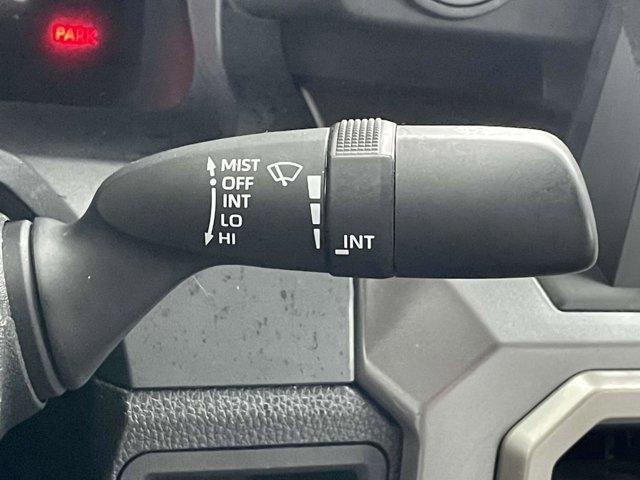 PARK
MIST
OFF
INT
LO
HI
INT